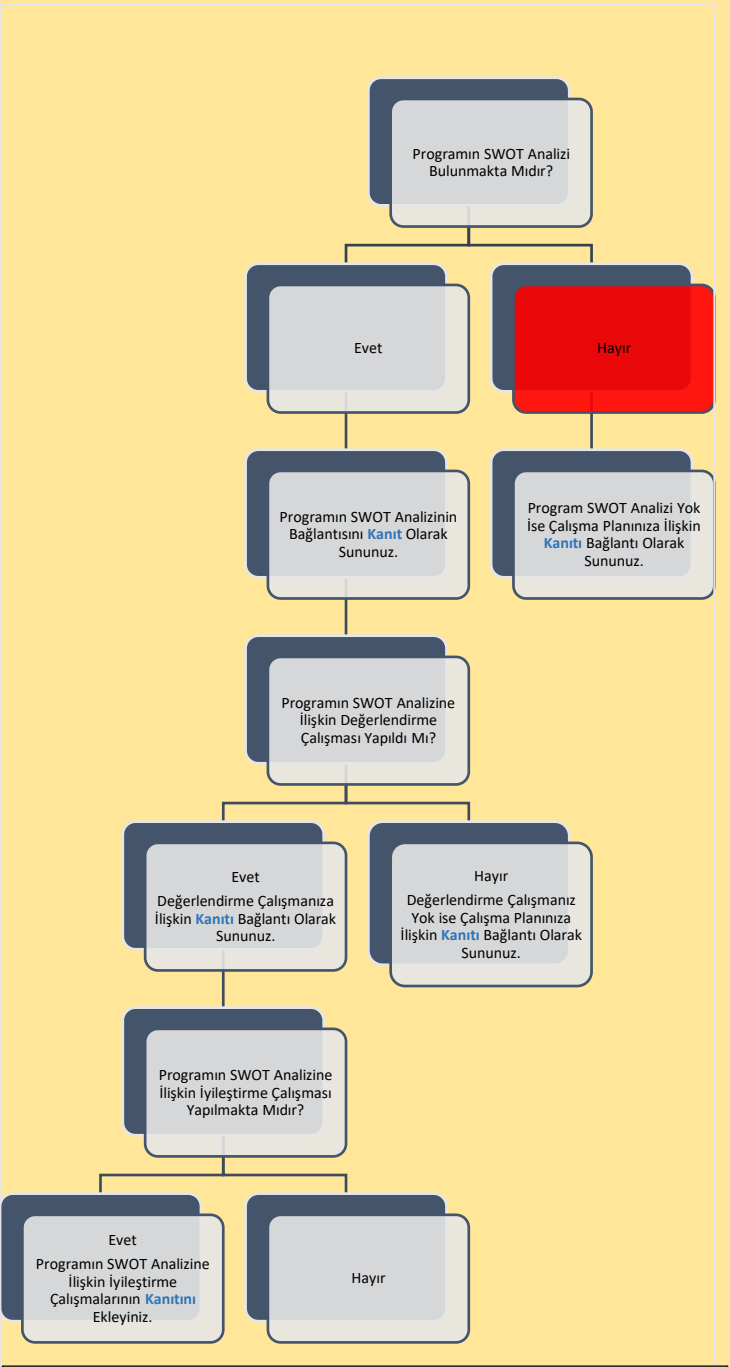 Programın SWOT Analizi
Bulunmakta Mıdır?
Evet
Hayır
Programın SWOT Analizinin
Bağlantısını Kanıt Olarak
Sununuz.
Program SWOT Analizi Yok
İse Çalışma Planınıza İlişkin
Kanıtı Bağlantı Olarak
Sununuz.
Programın SWOT Analizine
İlişkin Değerlendirme
Çalışması Yapıldı Mı?
Evet
Değerlendirme Çalışmanıza
İlişkin Kanıtı Bağlantı Olarak
Sununuz.
Hayır
Değerlendirme Çalışmanız
Yok ise Çalışma Planınıza
İlişkin Kanıtı Bağlantı Olarak
Sununuz.
Programın SWOT Analizine
İlişkin İyileştirme Çalışması
Yapılmakta Mıdır?
Evet
Programın SWOT Analizine
İlişkin İyileştirme
Çalışmalarının Kanıtını
Ekleyiniz.
Hayır